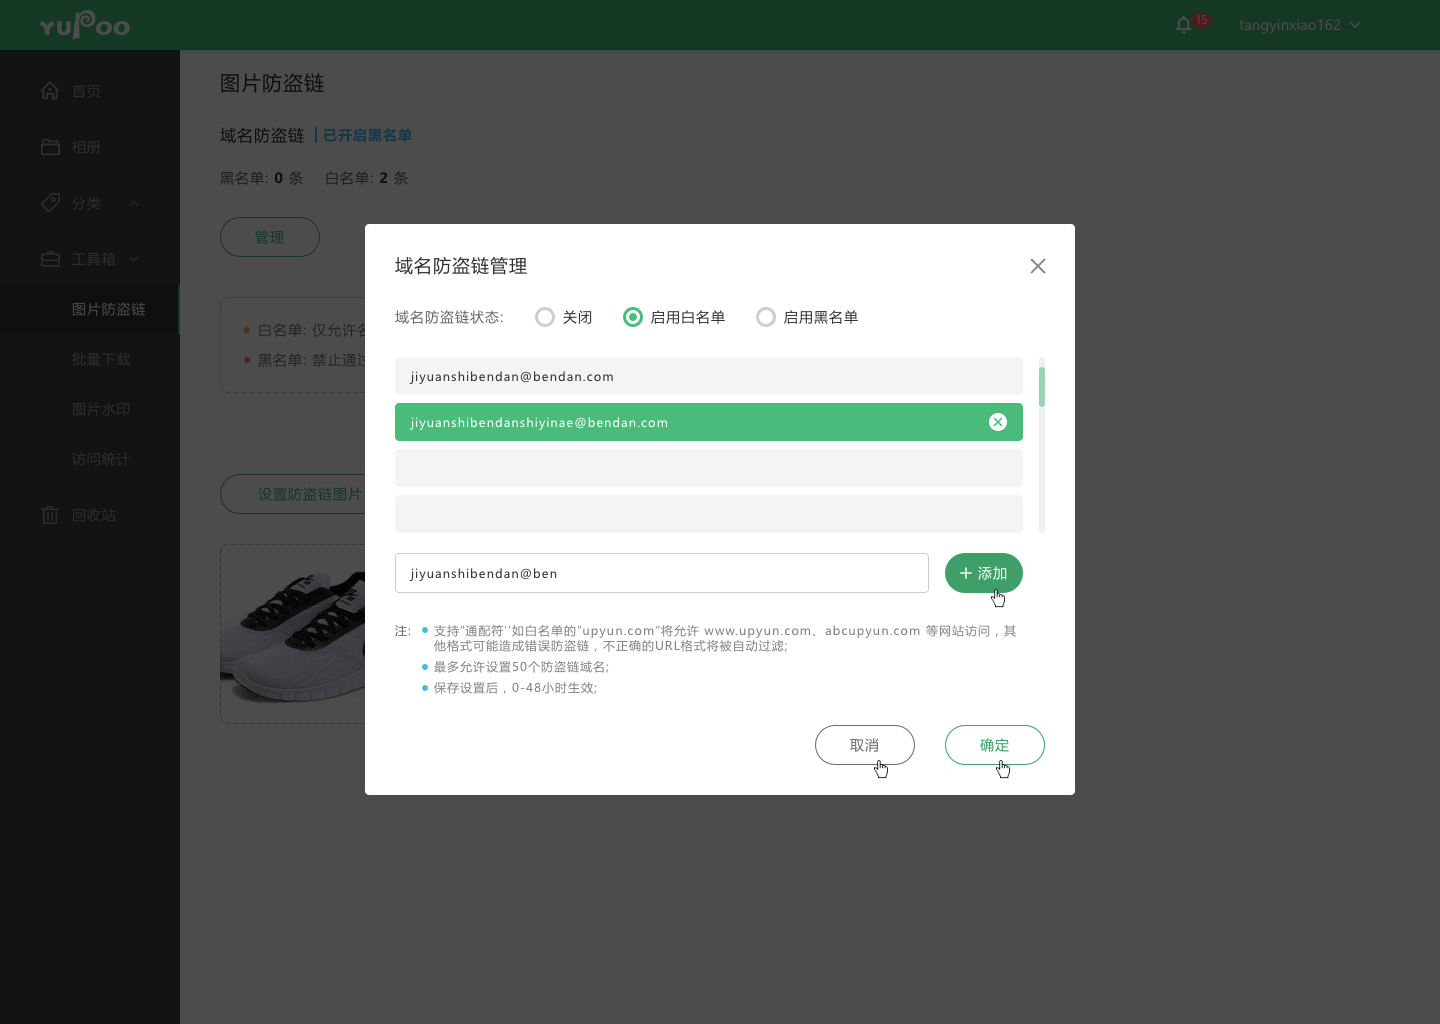 YUPOO
15
tangyinxiao162
首页
相册
分类
工具箱
图片防盗链
批量下载
图片水印
访问统计
回收站
图片防盗链
域名防盗链 已开启黑名单
黑名单: 0 条 白名单: 2 条
管理
白名单: 仅允许
黑名单: 禁止通过
设置防盗链图片
域名防盗链管理
域名防盗链状态: 关闭 启用白名单 启用黑名单
jiyuanshibendan@bendan.com
jiyuanshibendanshiyinae@bendan.com
jiyuanshibendan@ben
添加
注: 支持“通配符''如白名单的“upyun.com“将允许 www.upyun.com、abcupyun.com 等网站访问，其
他格式可能造成错误防盗链，不正确的URL格式将被自动过滤;
最多允许设置50个防盗链域名;
保存设置后，0-48小时生效;
取消
确定